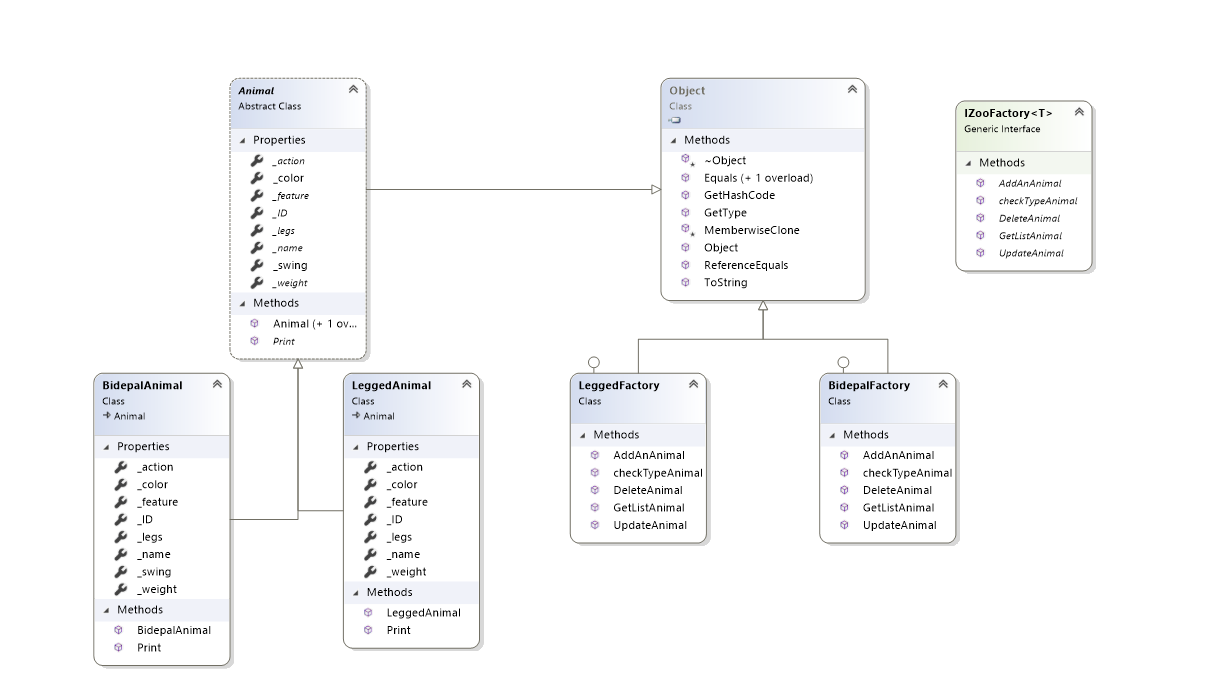 Animal
Abstract Class
Properties
_action
_color
_feature
_ID
_legs
_name
_swing
_weight
Methods
Animal (+ 1 ov...
Print
Object
Class
Methods
~Object
Equals (+ 1 overload)
GetHashCode
GetType
MemberwiseClone
Object
ReferenceEquals
ToString
IZooFactory<T>
Generic Interface
Methods
AddAnAnimal
checkTypeAnimal
DeleteAnimal
GetListAnimal
UpdateAnimal
BidepalAnimal
Class
Animal
Properties
_action
_color
_feature
_ID
_legs
_name
_swing
_weight
Methods
BidepalAnimal
Print
LeggedAnimal
Class
Animal
Properties
_action
_color
_feature
_ID
_legs
_name
_weight
Methods
LeggedAnimal
Print
LeggedFactory
Class
Methods
AddAnAnimal
checkTypeAnimal
DeleteAnimal
GetListAnimal
UpdateAnimal
BidepalFactory
Class
Methods
AddAnAnimal
checkTypeAnimal
DeleteAnimal
GetListAnimal
UpdateAnimal